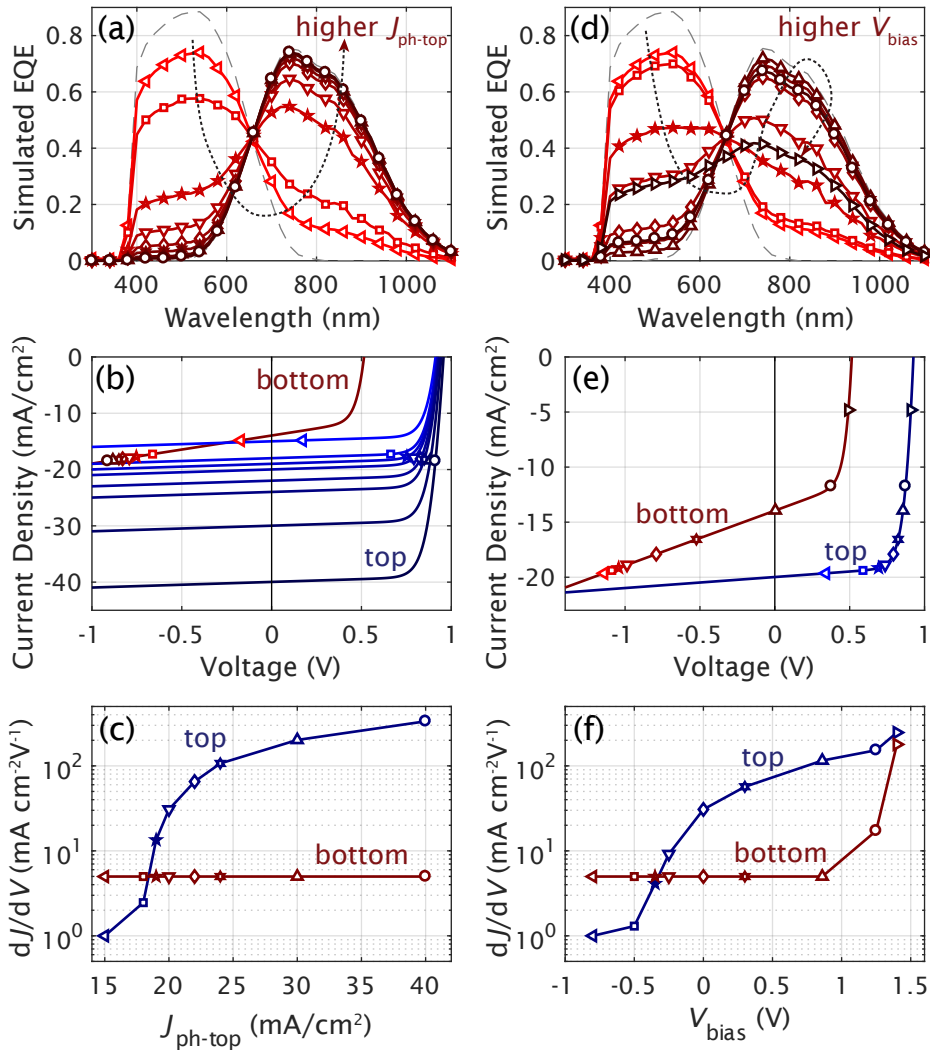 (a)
higher Jph-top
Simulated EQE
0.8
0.6
0.4
0.2
0
400 600 800 1000
Wavelength (nm)
(d)
higher Vbias
Simulated EQE
0.8
0.6
0.4
0.2
0
400 600 800 1000
Wavelength (nm)
(b)
bottom
top
Current Density (mA/cm²)
0
-10
-20
-30
-40
-1 -0.5 0 0.5 1
Voltage (V)
(e)
bottom
top
Current Density (mA/cm²)
0
-5
-10
-15
-20
-1 -0.5 0 0.5 1
Voltage (V)
(c)
top
bottom
dJ/dV (mA cm⁻²V⁻¹)
10²
10¹
10⁰
15 20 25 30 35 40
Jph-top (mA/cm²)
(f)
top
bottom
dJ/dV (mA cm⁻²V⁻¹)
10²
10¹
10⁰
-1 -0.5 0 0.5 1 1.5
Vbias (V)